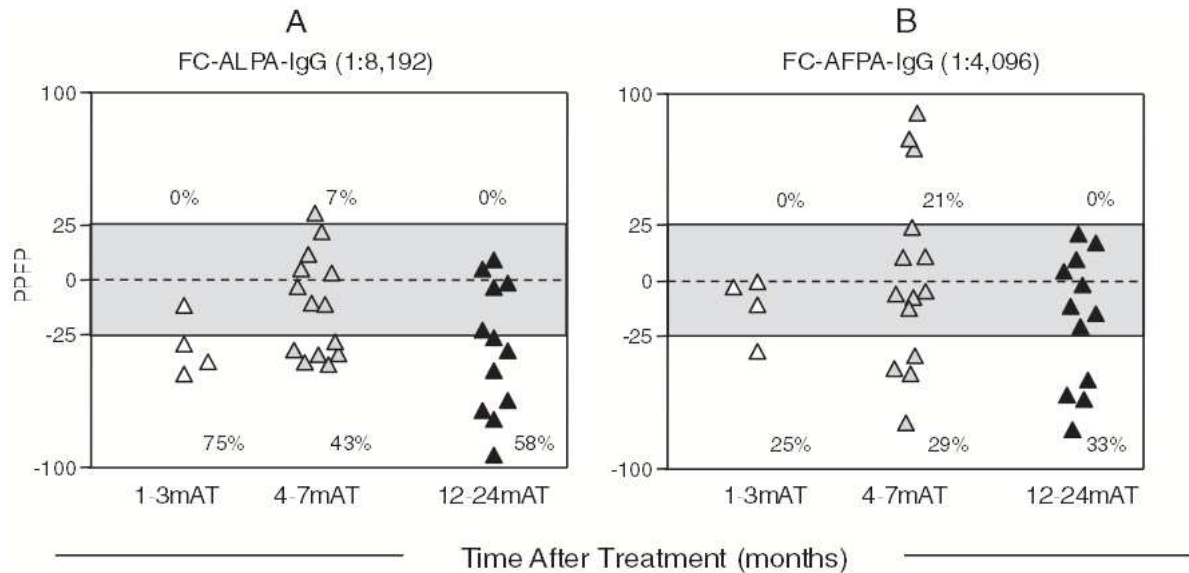 A
FC-ALPA-IgG (1:8,192)
100
25
0
-25
-100
PPFP
0%
7%
0%
75%
43%
58%
1-3mAT
4-7mAT
12-24mAT
B
FC-AFPA-IgG (1:4,096)
100
25
0
-25
-100
0%
21%
0%
25%
29%
33%
1-3mAT
4-7mAT
12-24mAT
Time After Treatment (months)